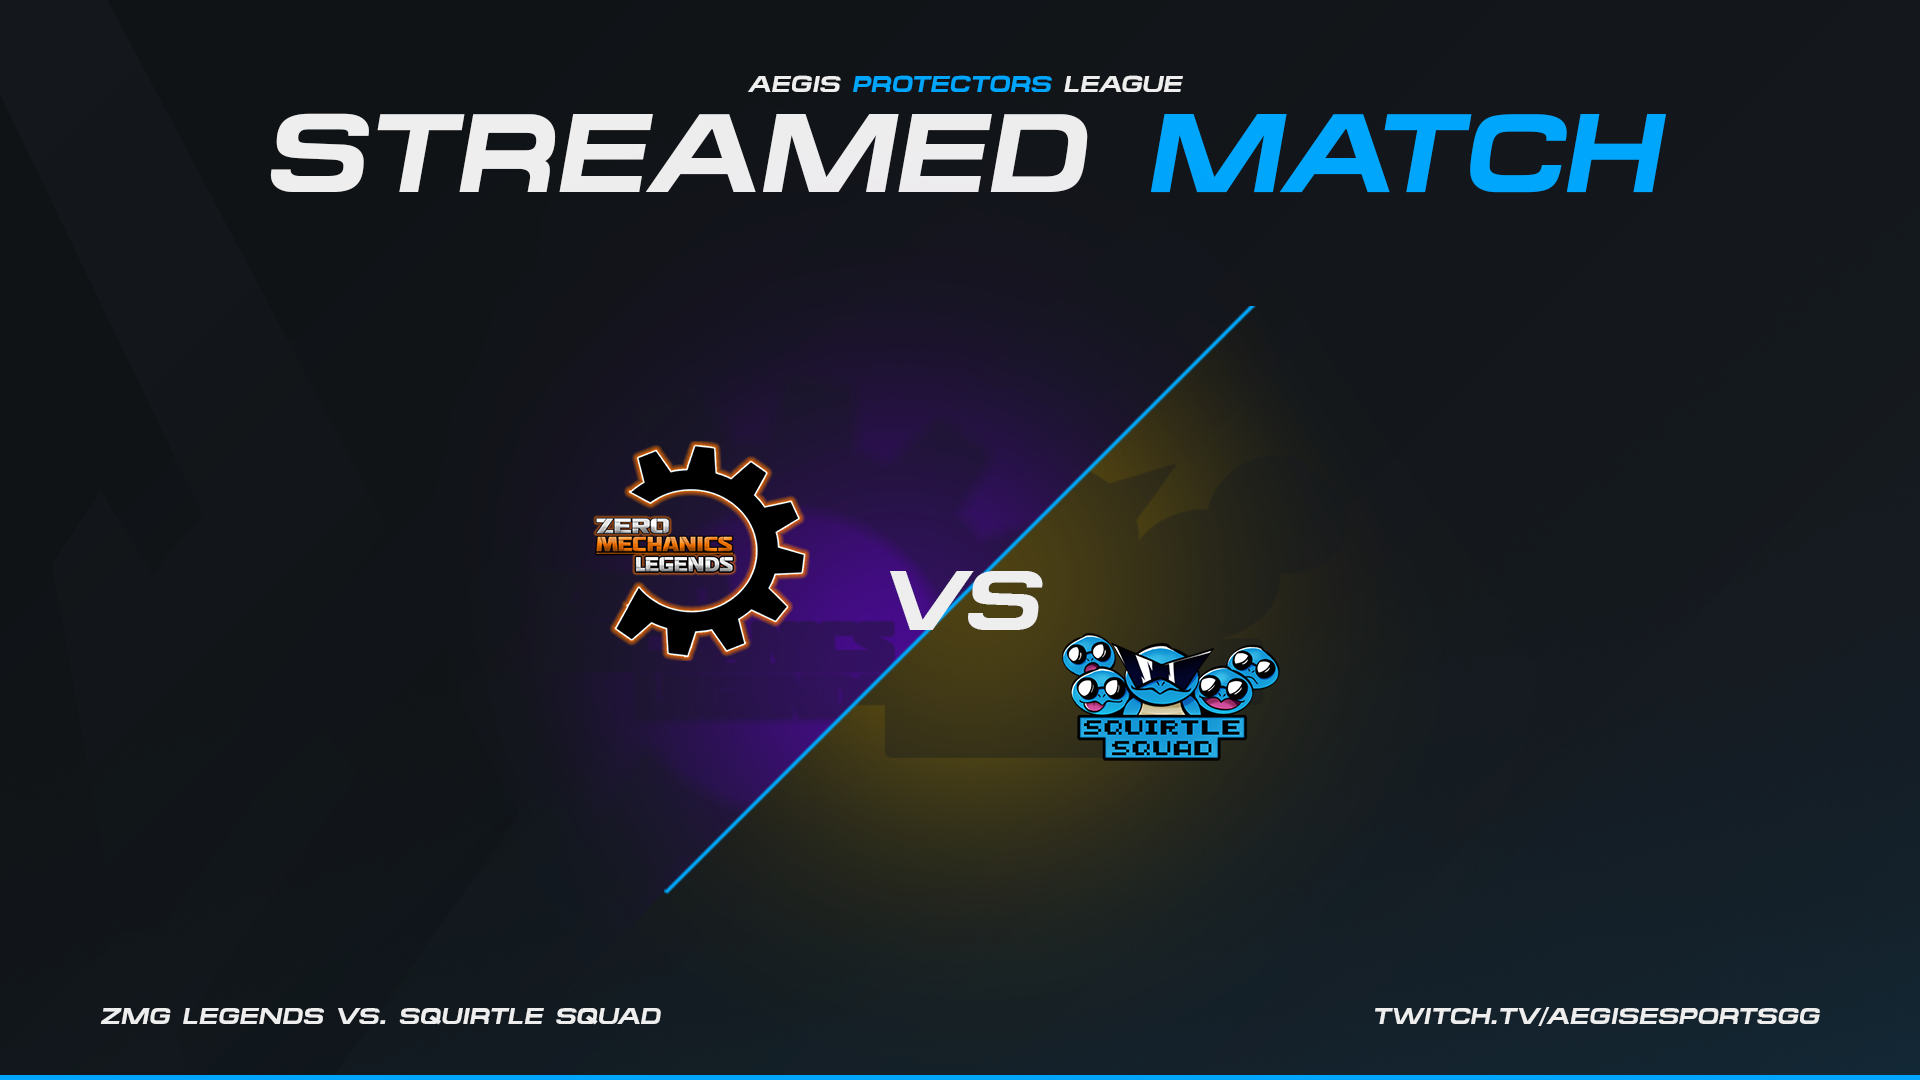 AEGIS PROTECTORS LEAGUE
STREAMED MATCH
ZERO
MECHANICS
LEGENDS
VS
SQUIRTLE
SQUAD
ZMG LEGENDS VS. SQUIRTLE SQUAD
TWITCH.TV/AEGISESPORTSGG